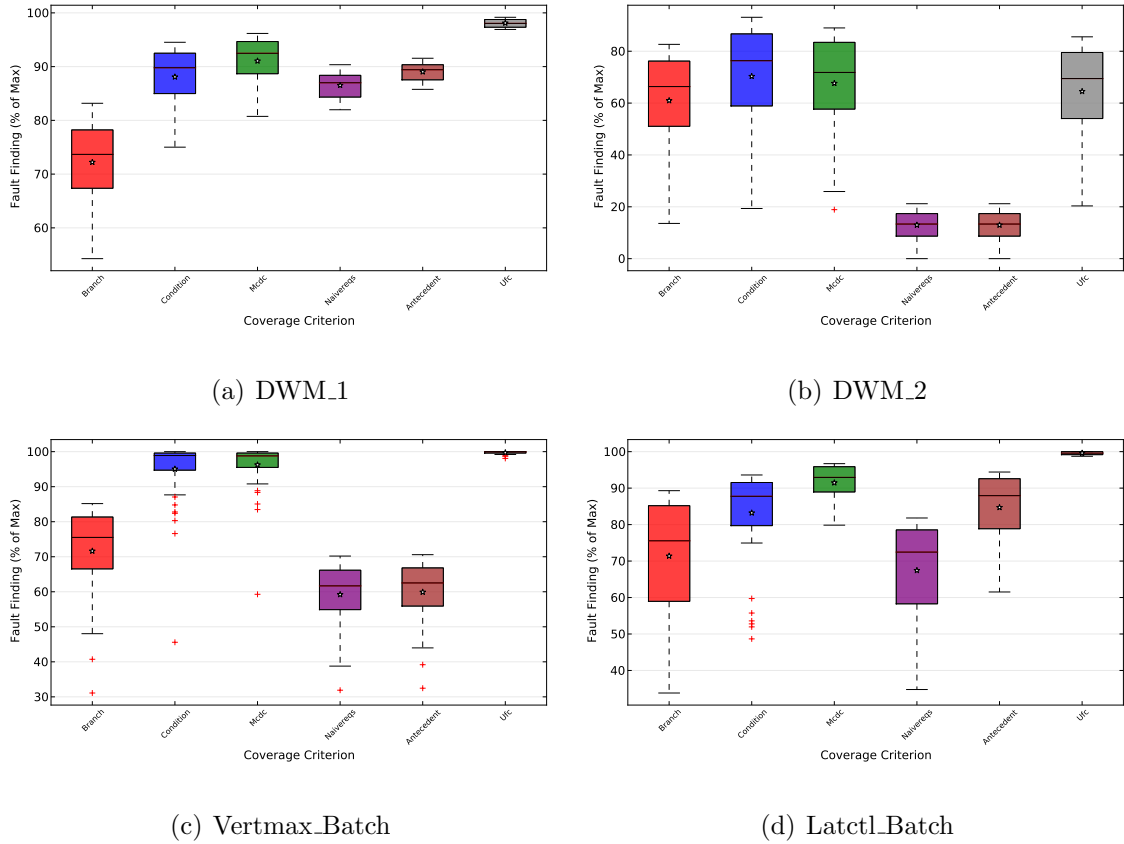 100
90
80
70
60
Fault Finding (% of Max)
Branch
Condition
Mcdc
Naivereqs
Antecedent
Ufc
Coverage Criterion
(a) DWM_1
80
60
40
20
0
Fault Finding (% of Max)
Branch
Condition
Mcdc
Naivereqs
Antecedent
Ufc
Coverage Criterion
(b) DWM_2
100
90
80
70
60
50
40
30
Fault Finding (% of Max)
Branch
Condition
Mcdc
Naivereqs
Antecedent
Ufc
Coverage Criterion
(c) Vertmax_Batch
100
90
80
70
60
50
40
Fault Finding (% of Max)
Branch
Condition
Mcdc
Naivereqs
Antecedent
Ufc
Coverage Criterion
(d) Latctl_Batch